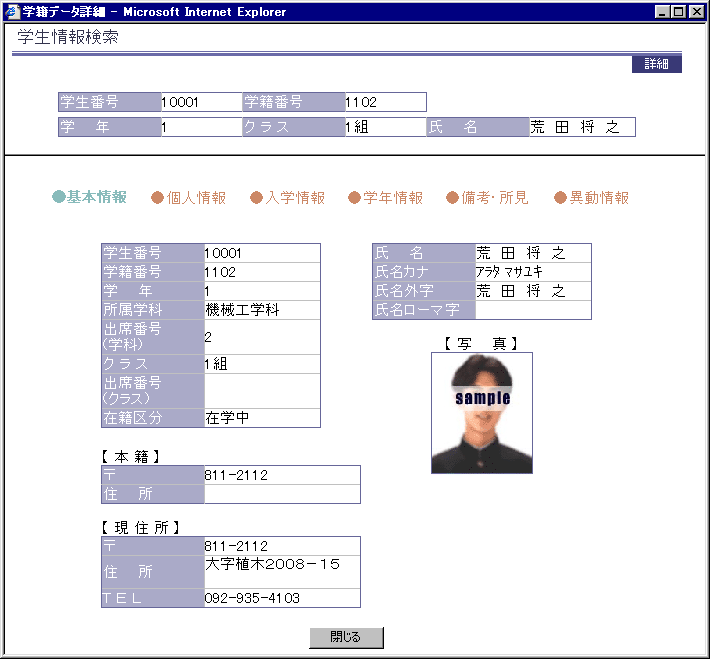 学籍データ詳細 - Microsoft Internet Explorer
学生情報検索
詳細
学生番号 10001 学籍番号 1102
学　年 1 クラス 1組 氏　名 荒 田 将 之
●基本情報 ●個人情報 ●入学情報 ●学年情報 ●備考・所見 ●異動情報
学生番号 10001
学籍番号 1102
学　年 1
所属学科 機械工学科
出席番号
(学科) 2
クラス 1組
出席番号
(クラス)
在籍区分 在学中
氏　名 荒 田 将 之
氏名カナ ｱﾗﾀ ﾏｻﾕｷ
氏名外字 荒 田 将 之
氏名ローマ字
【 写　真 】
sample
【 本 籍 】
〒 811-2112
住　所
【 現 住 所 】
〒 811-2112
住　所 大字植木２００８－１５
ＴＥＬ 092-935-4103
閉じる